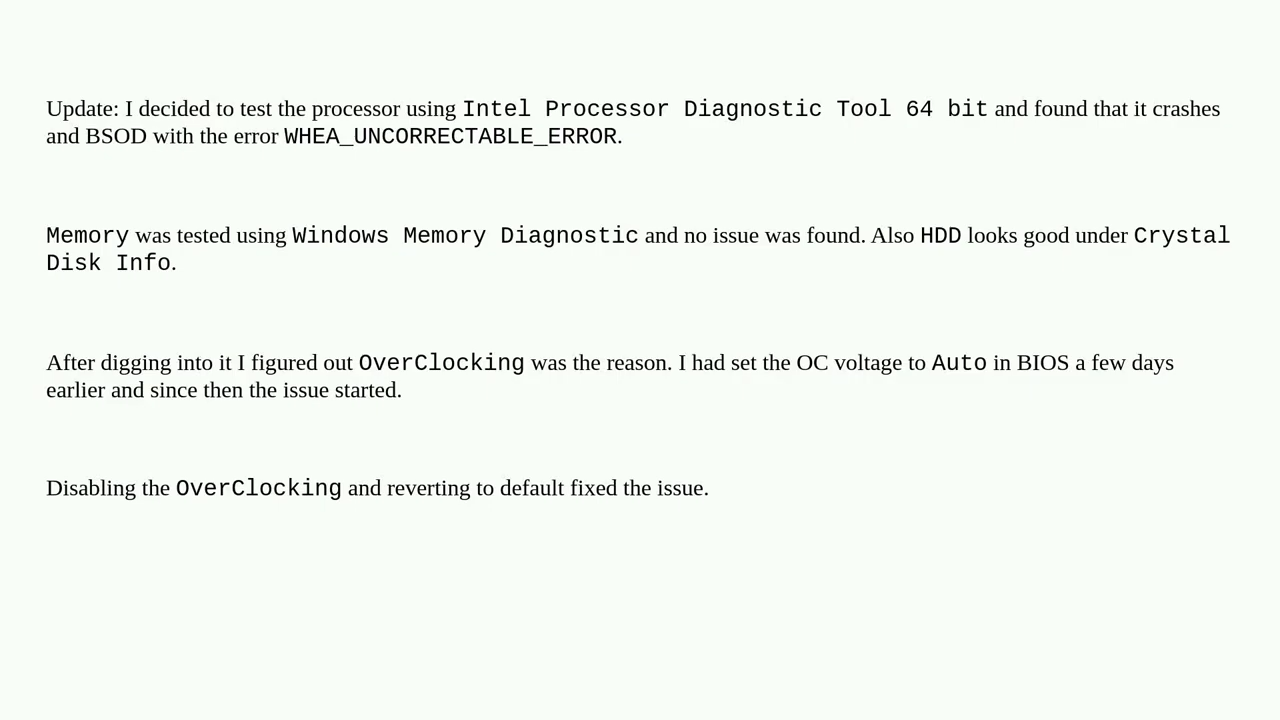 Update: I decided to test the processor using Intel Processor Diagnostic Tool 64 bit and found that it crashes
and BSOD with the error WHEA_UNCORRECTABLE_ERROR.
Memory was tested using Windows Memory Diagnostic and no issue was found. Also HDD looks good under Crystal
Disk Info.
After digging into it I figured out OverClocking was the reason. I had set the OC voltage to Auto in BIOS a few days
earlier and since then the issue started.
Disabling the OverClocking and reverting to default fixed the issue.